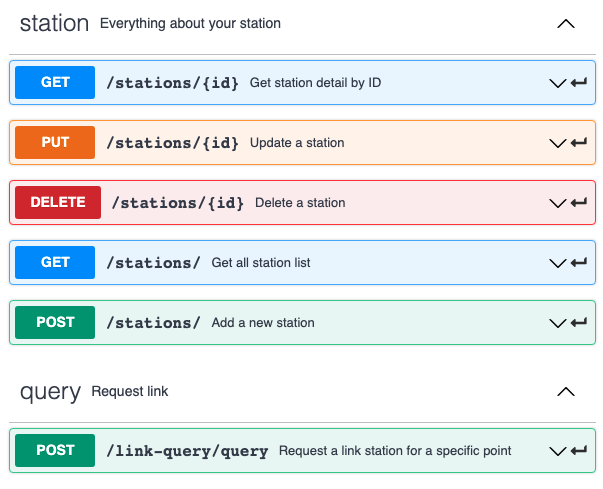 station Everything about your station
GET /stations/{id} Get station detail by ID
PUT /stations/{id} Update a station
DELETE /stations/{id} Delete a station
GET /stations/ Get all station list
POST /stations/ Add a new station
query Request link
POST /link-query/query Request a link station for a specific point